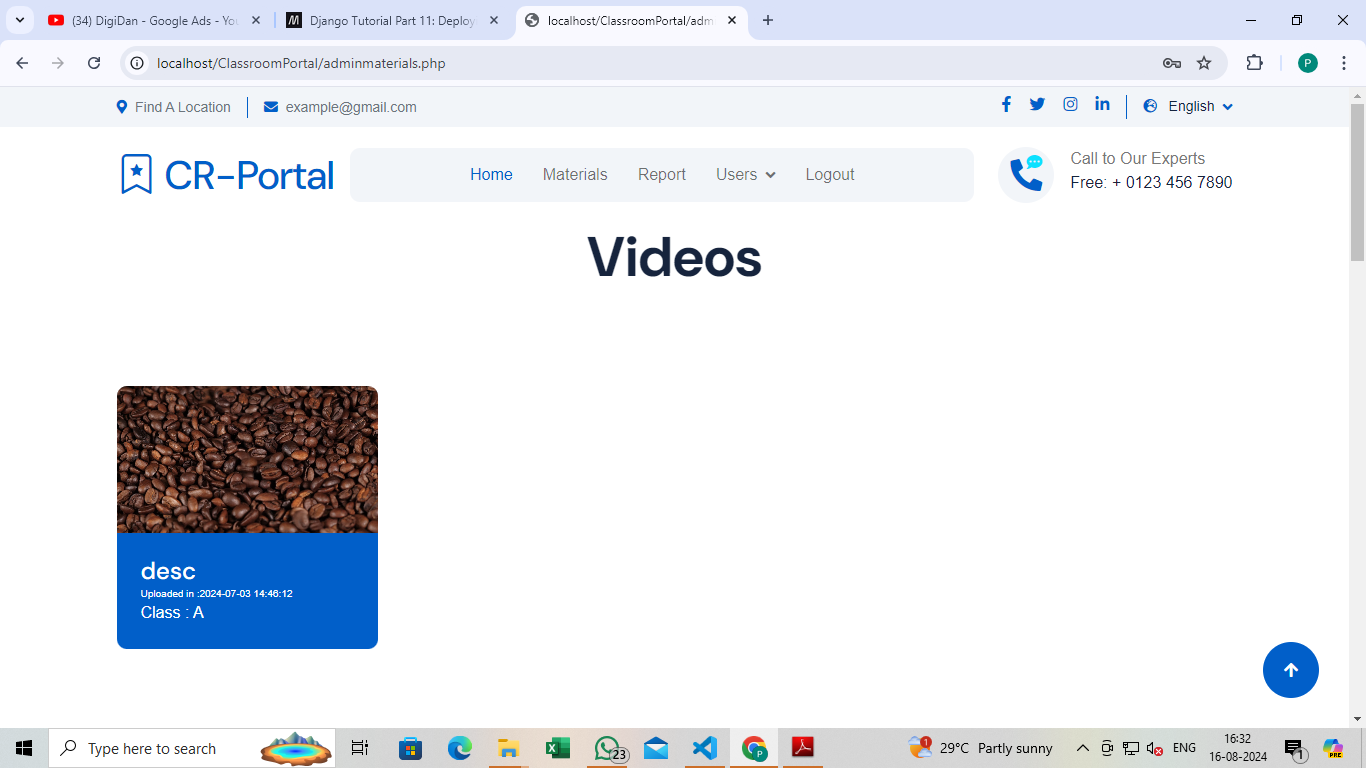 (34) DigiDan - Google Ads - You
Django Tutorial Part 11: Deploy
localhost/ClassroomPortal/adm
localhost/ClassroomPortal/adminmaterials.php
P
Find A Location
example@gmail.com
English
CR-Portal
Home
Materials
Report
Users
Logout
Call to Our Experts
Free: + 0123 456 7890
Videos
desc
Uploaded in :2024-07-03 14:46:12
Class : A
Type here to search
23
P
1
29°C Partly sunny
ENG
16:32
16-08-2024
1
PRE